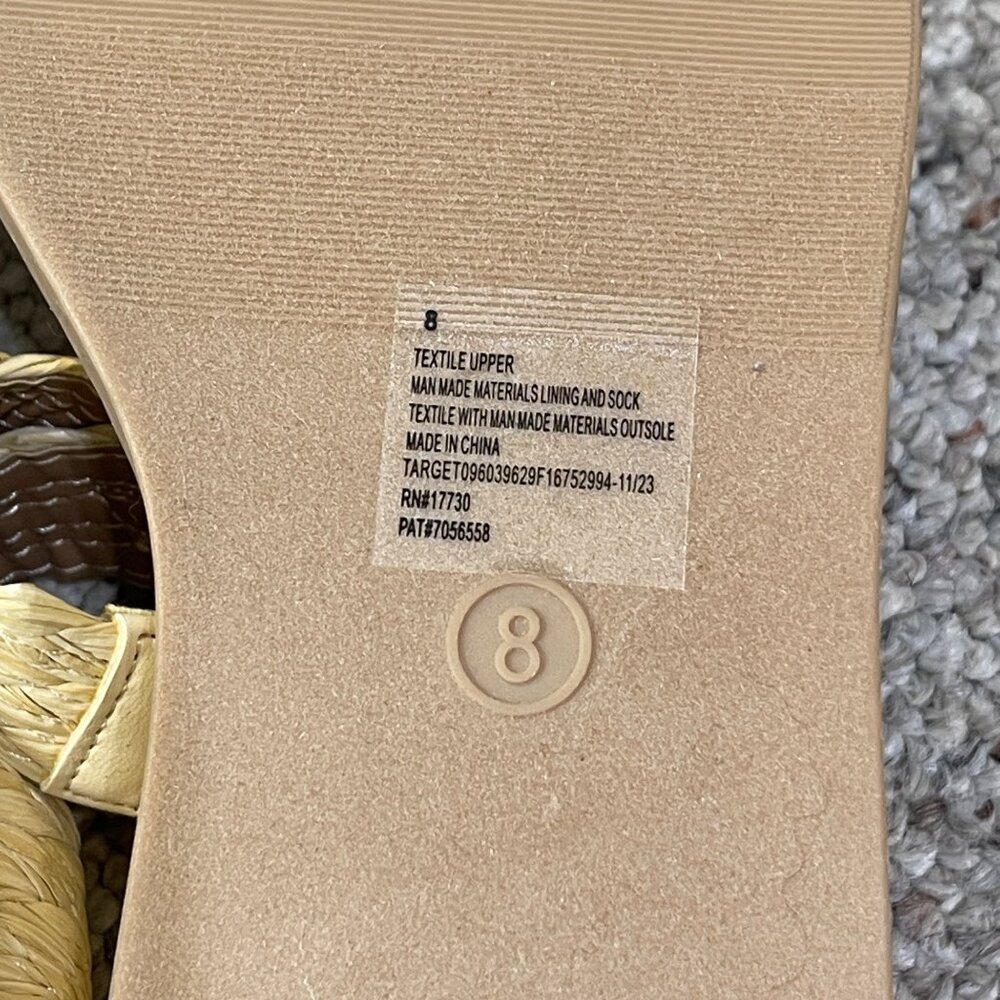 8
TEXTILE UPPER
MAN MADE MATERIALS LINING AND SOCK
TEXTILE WITH MAN MADE MATERIALS OUTSOLE
MADE IN CHINA
TARGET096039629F16752994-11/23
RN#17730
PAT#7056558
8